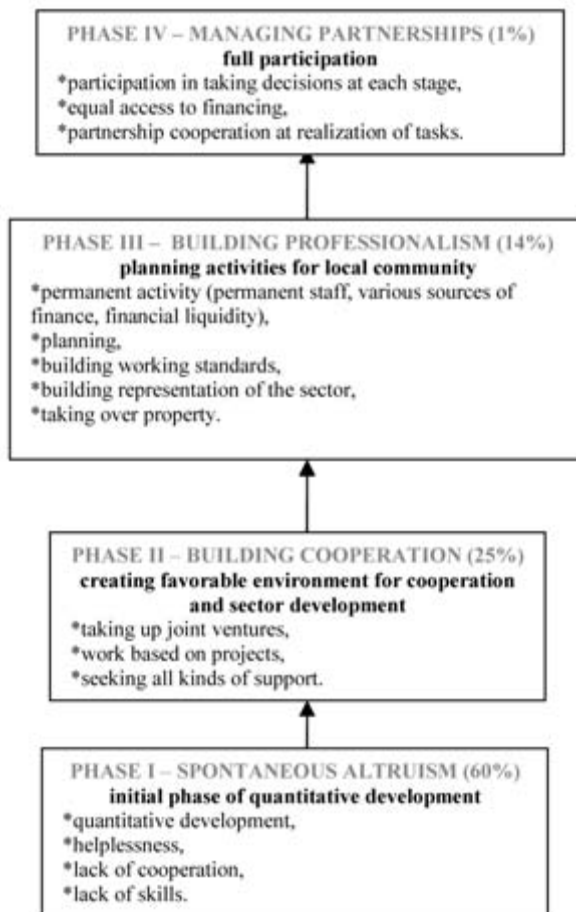 PHASE IV – MANAGING PARTNERSHIPS (1%)
full participation
*participation in taking decisions at each stage,
*equal access to financing,
*partnership cooperation at realization of tasks.
PHASE III – BUILDING PROFESSIONALISM (14%)
planning activities for local community
*permanent activity (permanent staff, various sources of
finance, financial liquidity),
*planning,
*building working standards,
*building representation of the sector,
*taking over property.
PHASE II – BUILDING COOPERATION (25%)
creating favorable environment for cooperation
and sector development
*taking up joint ventures,
*work based on projects,
*seeking all kinds of support.
PHASE I – SPONTANEOUS ALTRUISM (60%)
initial phase of quantitative development
*quantitative development,
*helplessness,
*lack of cooperation,
*lack of skills.